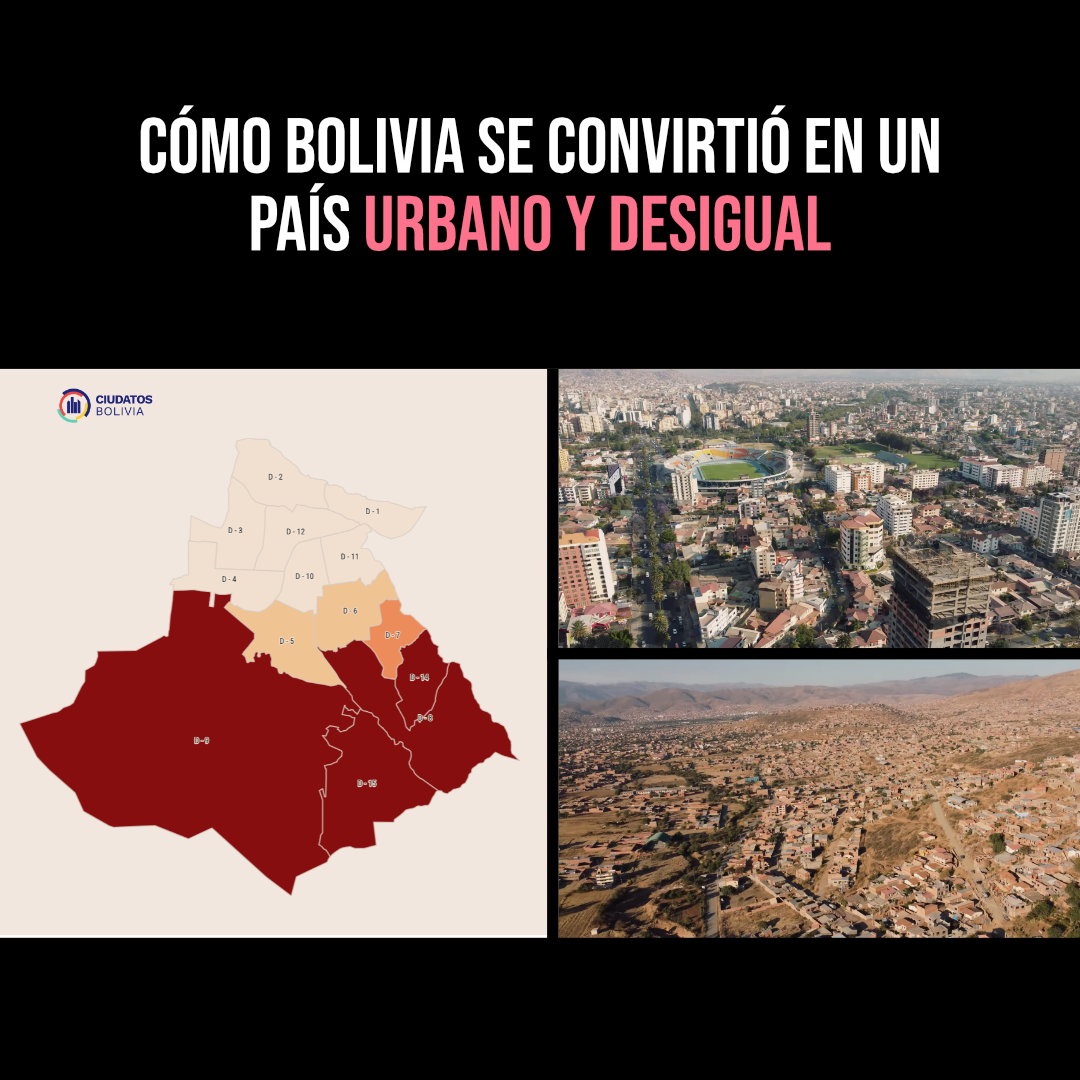 CÓMO BOLIVIA SE CONVIRTIÓ EN UN
PAÍS URBANO Y DESIGUAL
CIUDATOS
BOLIVIA
D-2
D-1
D-3
D-12
D-11
D-4
D-10
D-6
D-7
D-5
D-14
D-8
D-9
D-15